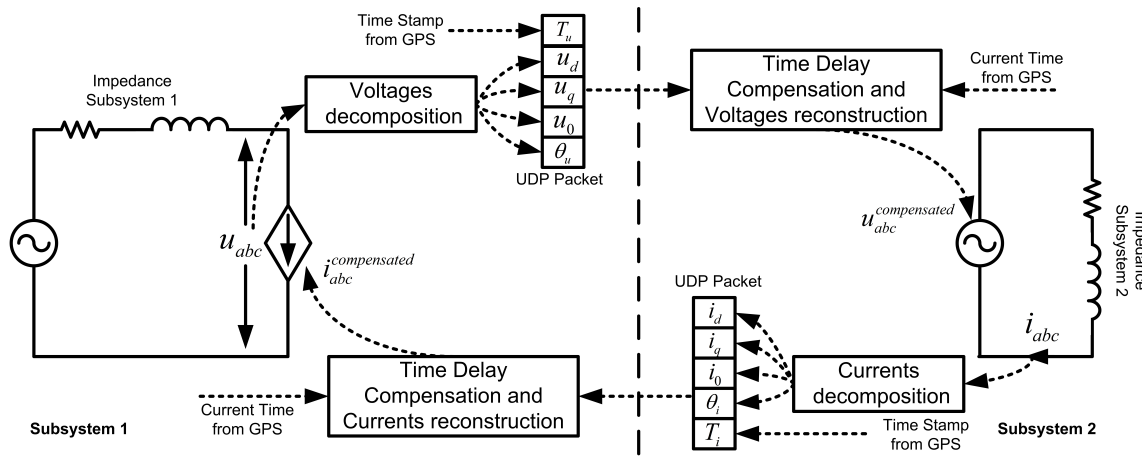 Time Stamp
from GPS
T_u
u_d
u_q
u_0
θ_u
UDP Packet
Impedance
Subsystem 1
Voltages
decomposition
Time Delay
Compensation and
Voltages reconstruction
Current Time
from GPS
u_abc
i_abc^compensated
u_abc^compensated
Impedance
Subsystem 2
UDP Packet
i_d
i_q
i_0
θ_i
T_i
i_abc
Currents
decomposition
Time Delay
Compensation and
Currents reconstruction
Current Time
from GPS
Time Stamp
from GPS
Subsystem 1
Subsystem 2